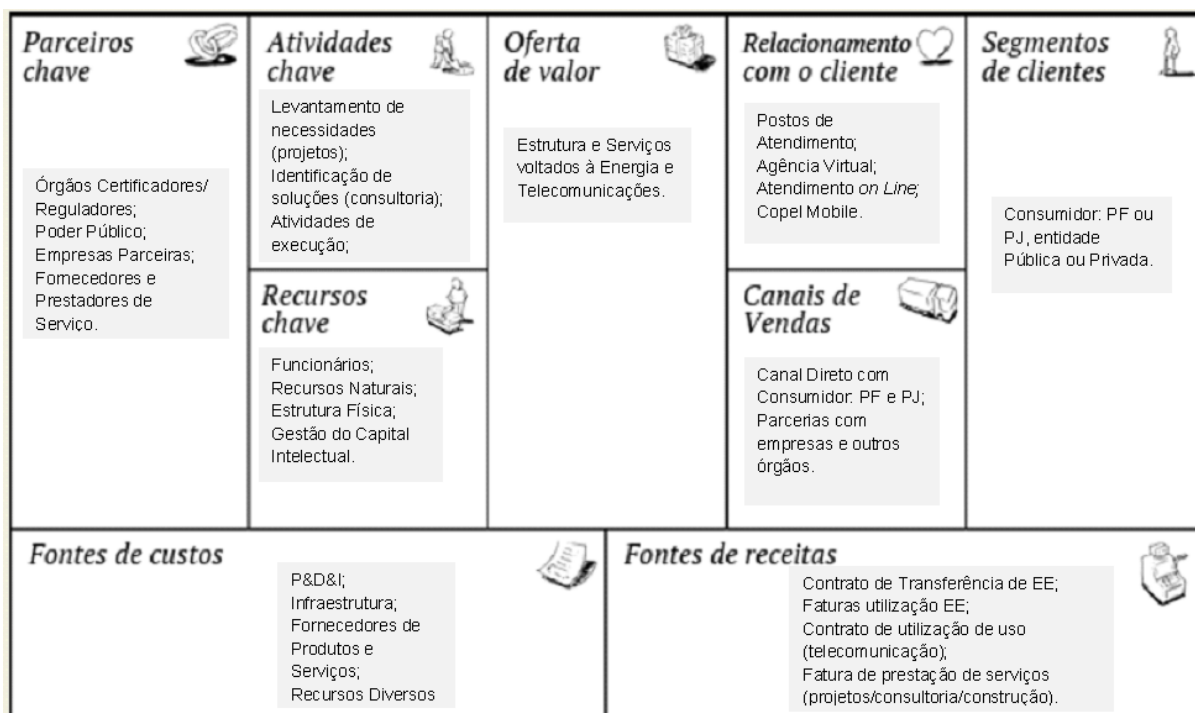 Parceiros
chave
Órgãos Certificadores/
Reguladores;
Poder Público;
Empresas Parceiras;
Fornecedores e
Prestadores de
Serviço.
Atividades
chave
Levantamento de
necessidades
(projetos);
Identificação de
soluções (consultoria);
Atividades de
execução;
Recursos
chave
Funcionários;
Recursos Naturais;
Estrutura Física;
Gestão do Capital
Intelectual.
Oferta
de valor
Estrutura e Serviços
voltados à Energia e
Telecomunicações.
Relacionamento
com o cliente
Postos de
Atendimento;
Agência Virtual;
Atendimento on Line;
Copel Mobile.
Canais de
Vendas
Canal Direto com
Consumidor: PF e PJ;
Parcerias com
empresas e outros
órgãos.
Segmentos
de clientes
Consumidor: PF ou
PJ, entidade
Pública ou Privada.
Fontes de custos
P&D&I;
Infraestrutura;
Fornecedores de
Produtos e
Serviços;
Recursos Diversos
Fontes de receitas
Contrato de Transferência de EE;
Faturas utilização EE;
Contrato de utilização de uso
(telecomunicação);
Fatura de prestação de serviços
(projetos/consultoria/construção).